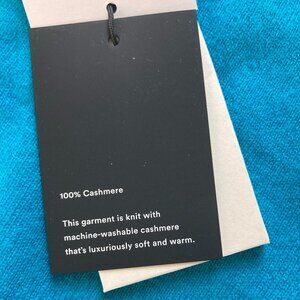 100% Cashmere
This garment is knit with
machine-washable cashmere
that's luxuriously soft and warm.